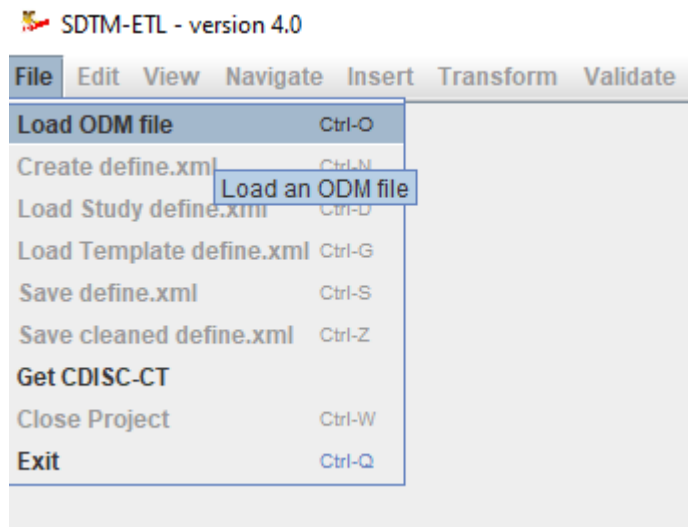 SDTM-ETL - version 4.0
File Edit View Navigate Insert Transform Validate
Load ODM file Ctrl-O
Create define.xml Ctrl-N
Load an ODM file
Load Study define.xml Ctrl-D
Load Template define.xml Ctrl-G
Save define.xml Ctrl-S
Save cleaned define.xml Ctrl-Z
Get CDISC-CT
Close Project Ctrl-W
Exit Ctrl-Q